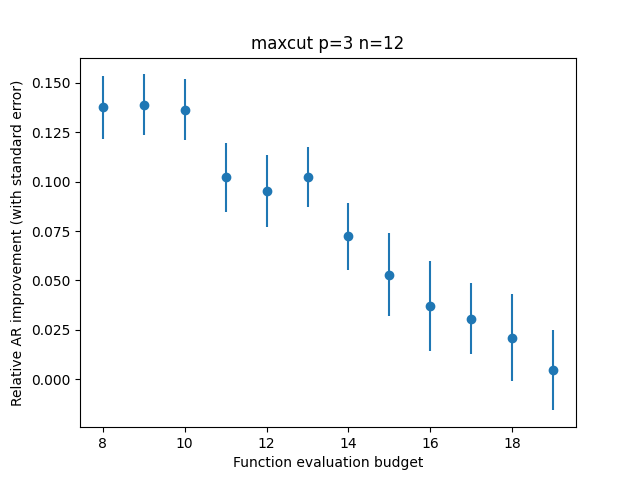 maxcut p=3 n=12
Relative AR improvement (with standard error)
0.150
0.125
0.100
0.075
0.050
0.025
0.000
8 10 12 14 16 18
Function evaluation budget